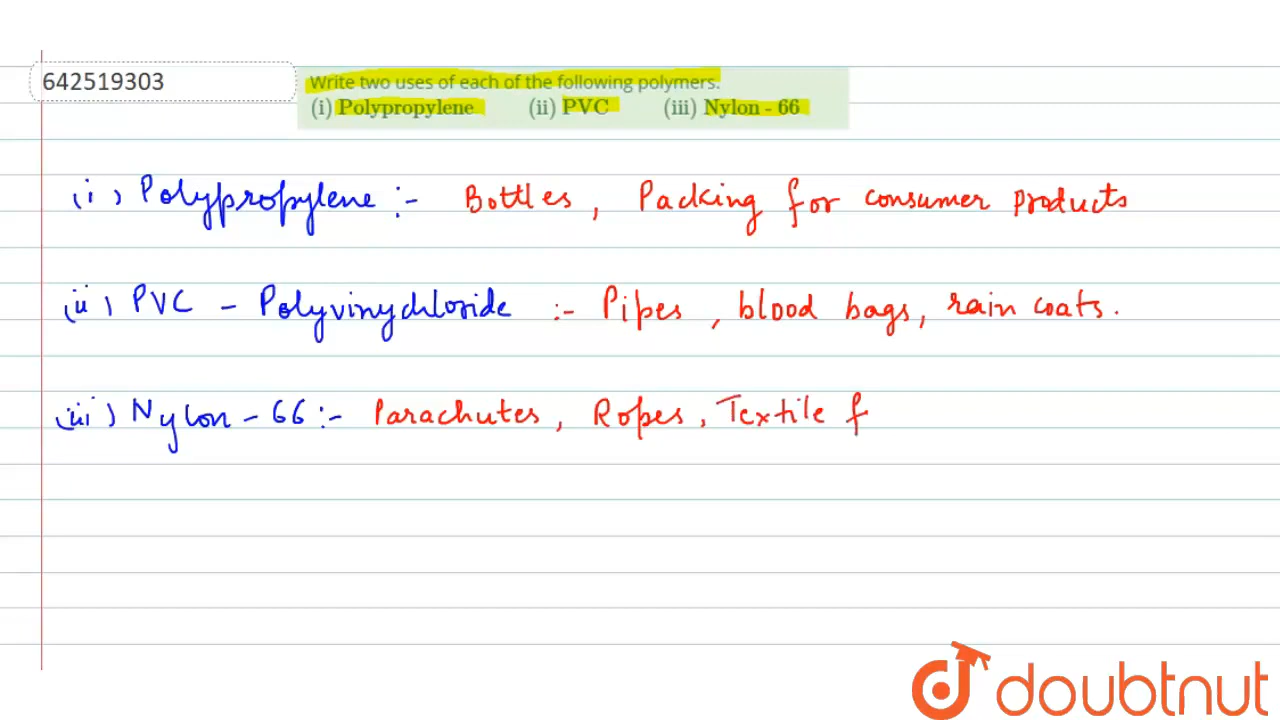 642519303
Write two uses of each of the following polymers.
(i) Polypropylene (ii) PVC (iii) Nylon - 66
(i) Polypropylene :- Bottles, Packing for consumer products
(ii) PVC - Polyvinychloride :- Pipes, blood bags, rain coats.
(iii) Nylon - 66 :- Parachutes, Ropes, Textile f
doubtnut